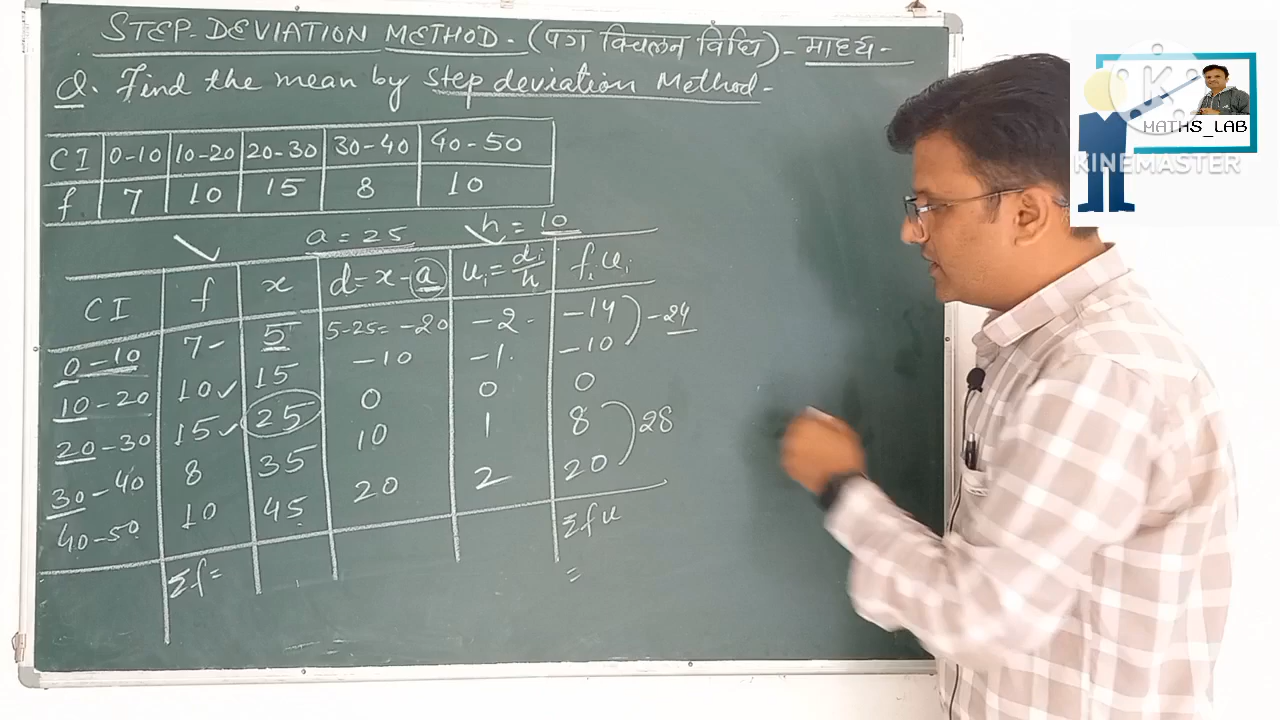 STEP-DEVIATION METHOD - (पग विचलन विधि) - माध्य -
Q. Find the mean by Step deviation Method -
CI 0-10 10-20 20-30 30-40 40-50
f 7 10 15 8 10
a = 25 h = 10
CI f x d = x - a uᵢ = dᵢ/h fᵢ uᵢ
0-10 7 - 5 5-25 = -20 -2 -14
10-20 10 ✓ 15 -10 -1 -10 -24
20-30 15 ✓ 25 0 0 0
30-40 8 35 10 1 8
40-50 10 45 20 2 20 28
Σf = Σfu =
K
MATHS_LAB
KINEMASTER